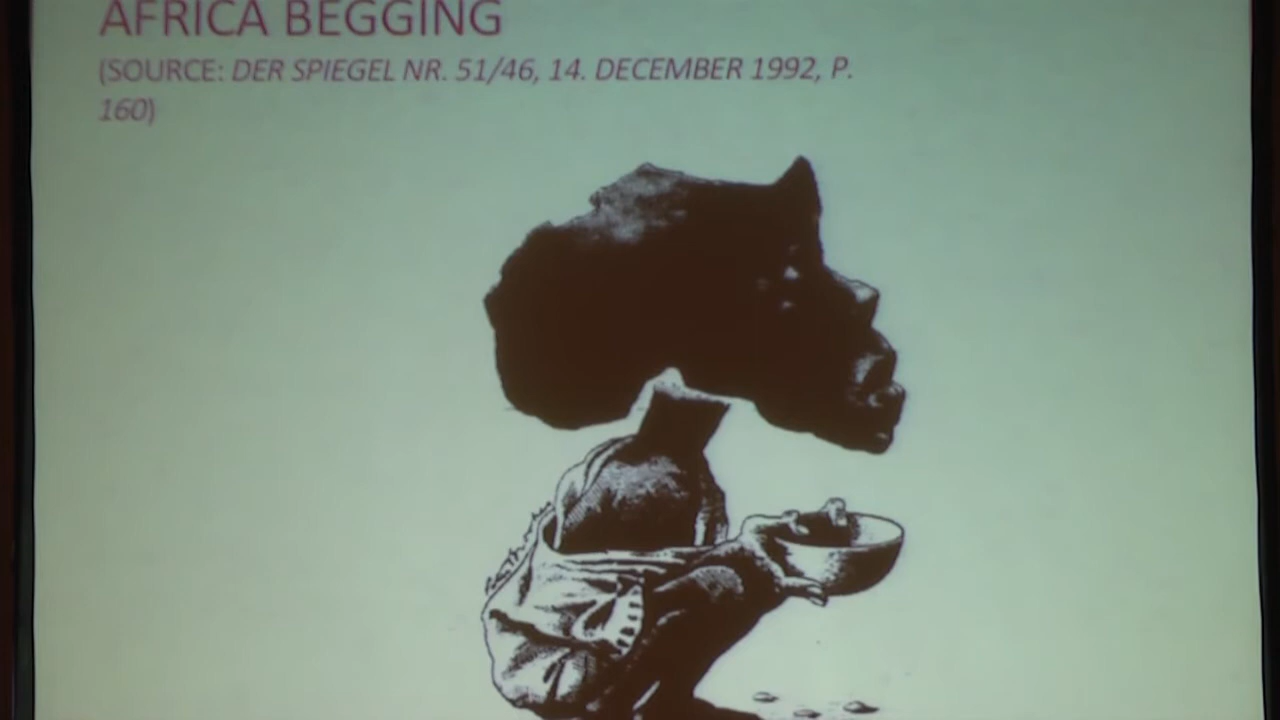 AFRICA BEGGING
(SOURCE: DER SPIEGEL NR. 51/46, 14. DECEMBER 1992, P.
160)